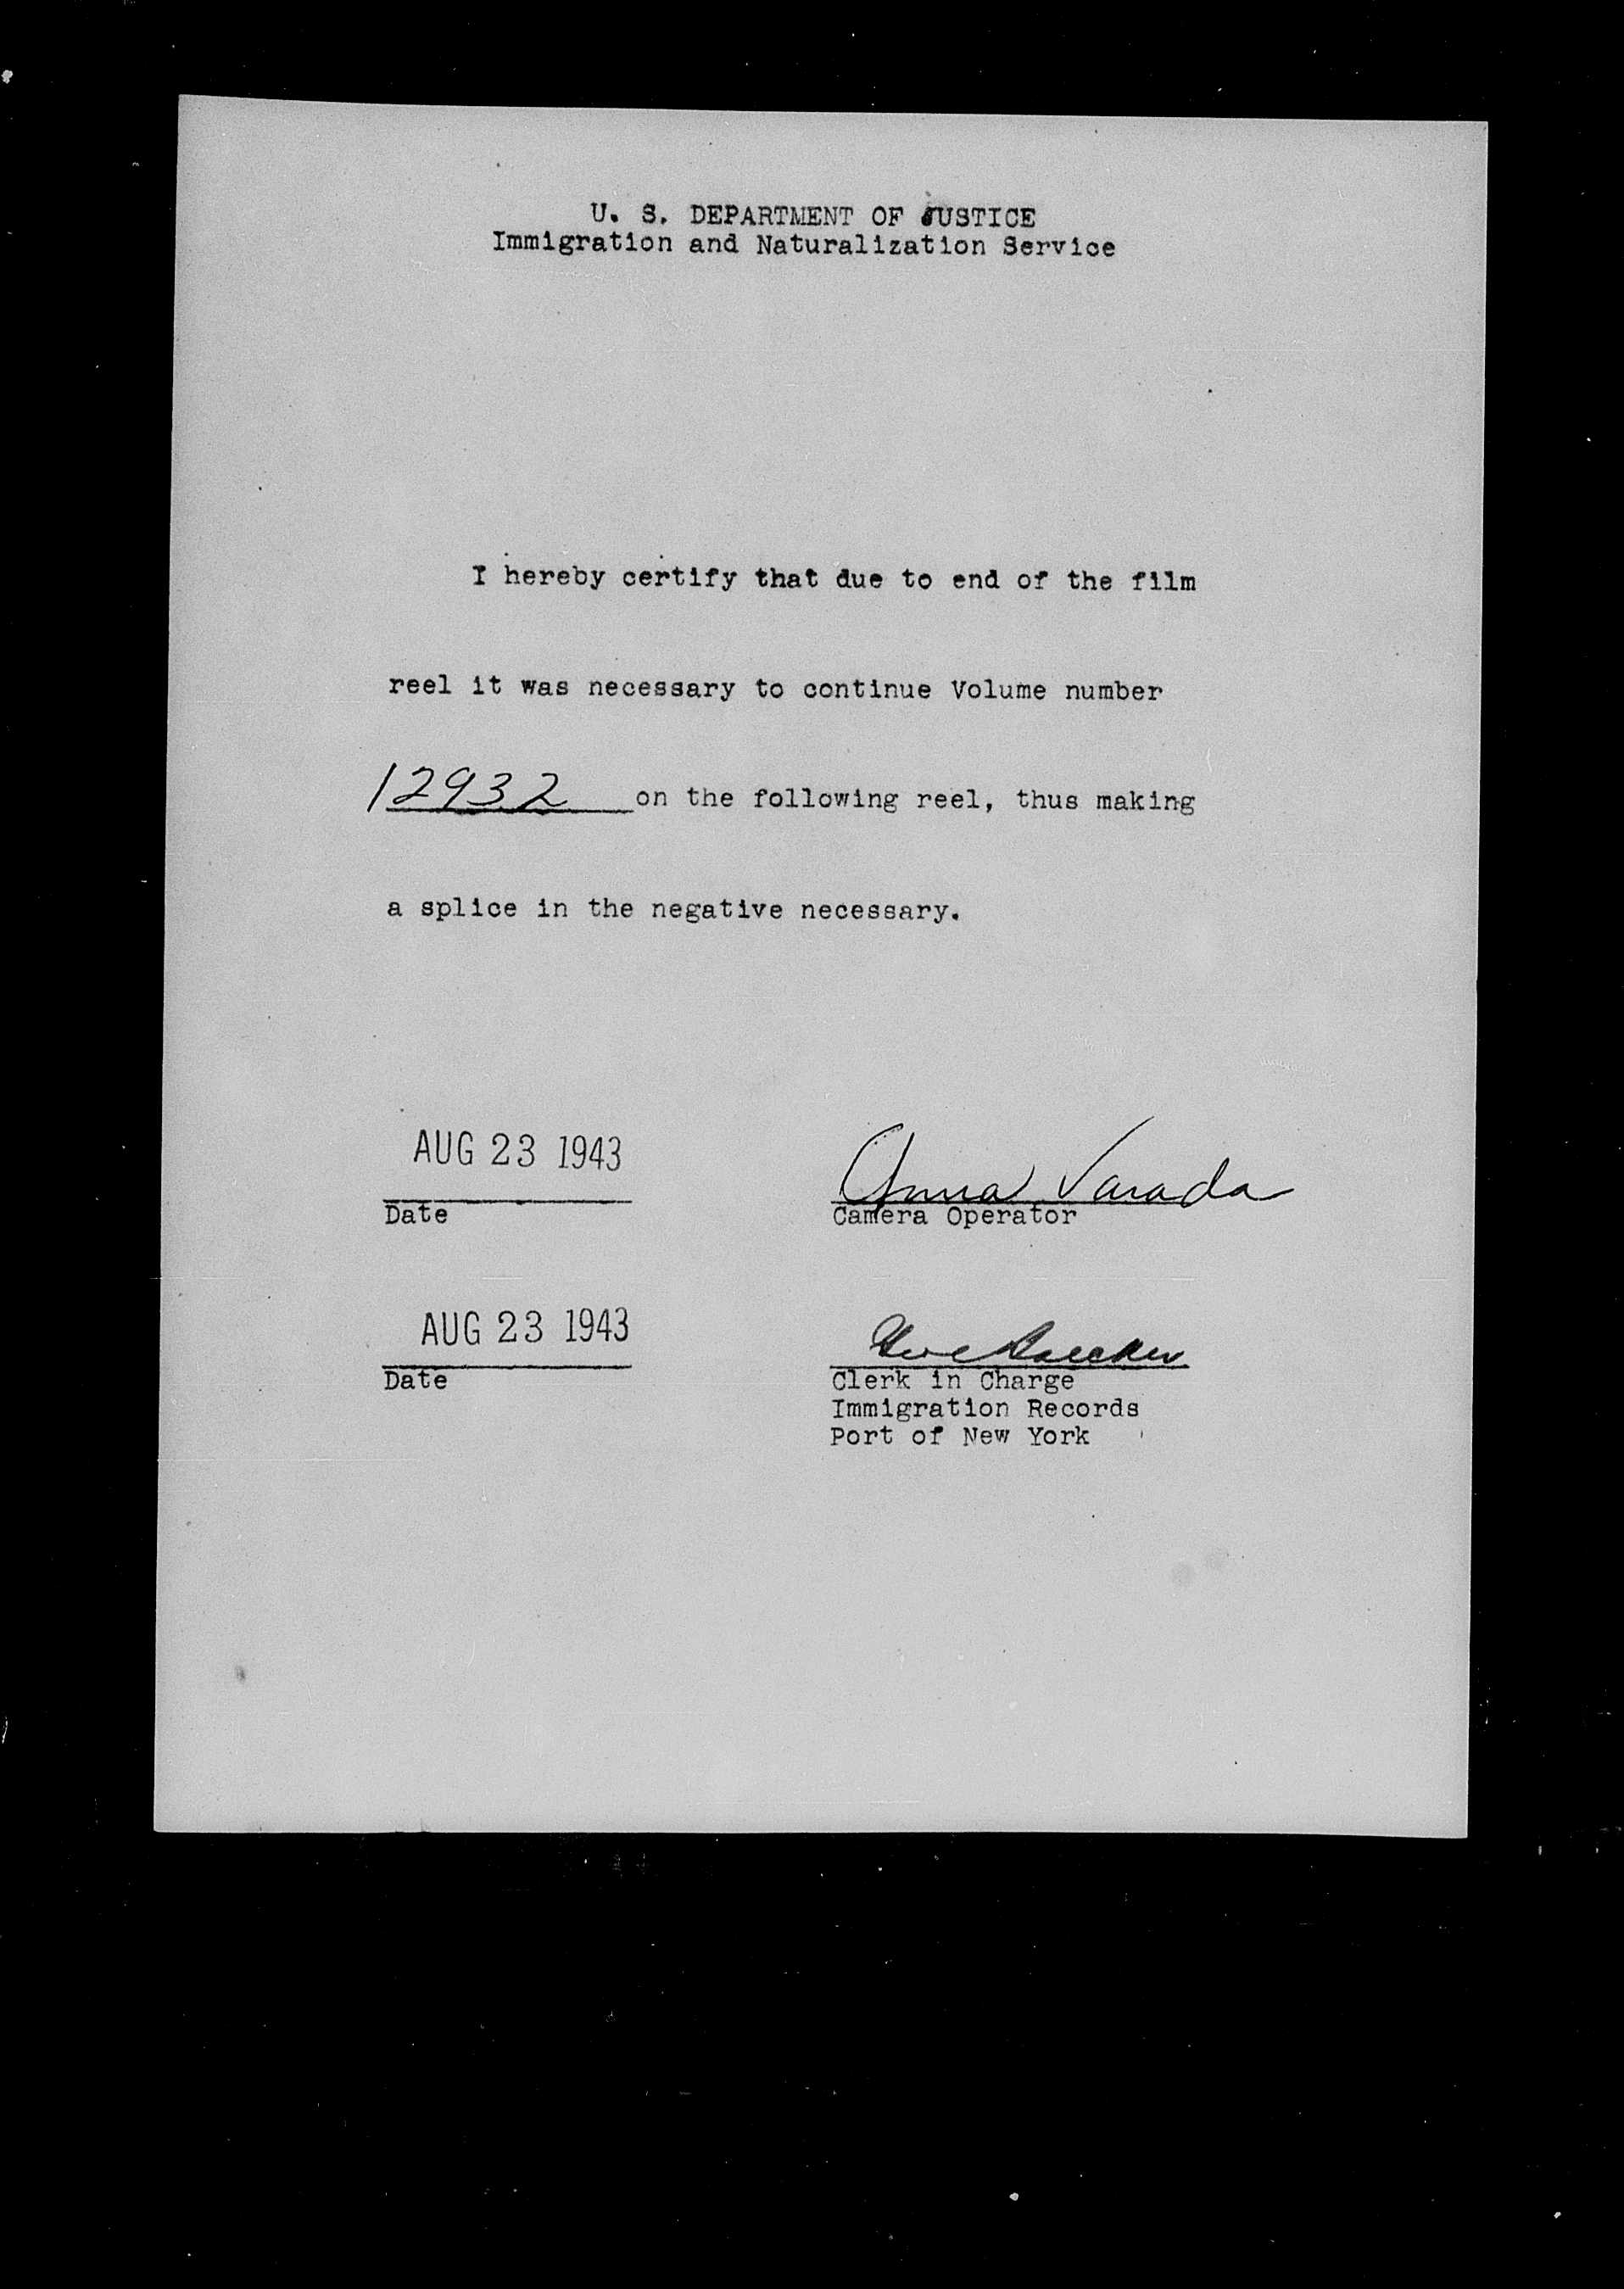 U. S. DEPARTMENT OF JUSTICE
Immigration and Naturalization Service
I hereby certify that due to end of the film
reel it was necessary to continue Volume number
12932 on the following reel, thus making
a splice in the negative necessary.
AUG 23 1943
Anna Varada
Date
Camera Operator
AUG 23 1943
Date
Clerk in Charge
Immigration Records
Port of New York